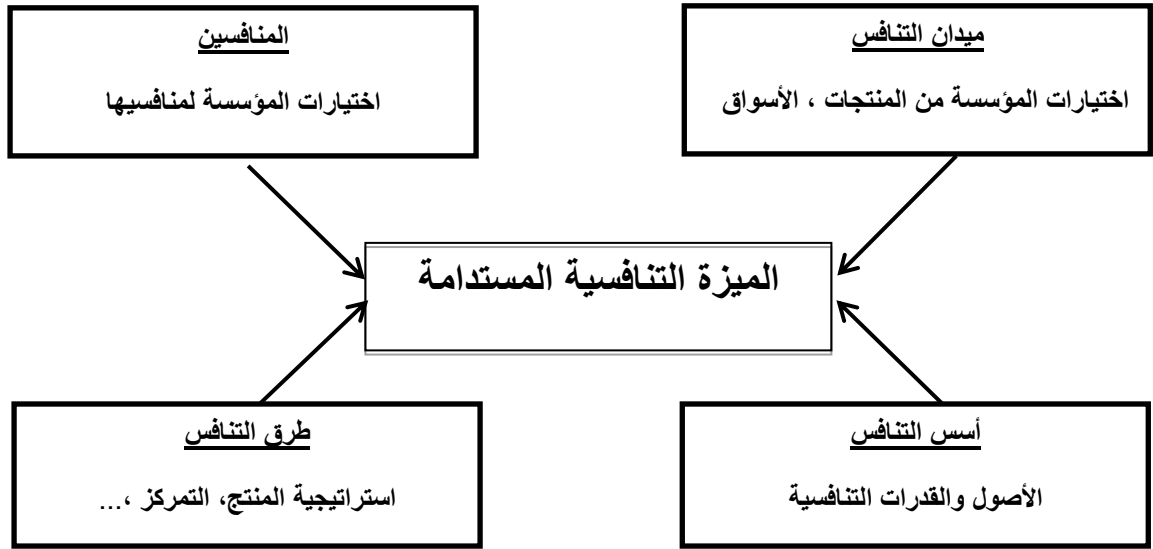 ميدان التنافس
اختيارات المؤسسة من المنتجات ، الأسواق
المنافسين
اختيارات المؤسسة لمنافسيها
الميزة التنافسية المستدامة
أسس التنافس
الأصول والقدرات التنافسية
طرق التنافس
استراتيجية المنتج، التمركز ،...